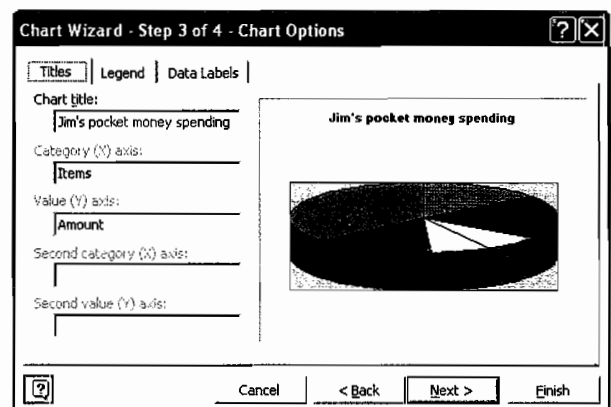 Chart Wizard - Step 3 of 4 - Chart Options
Titles
Legend
Data Labels
Chart title:
Jim's pocket money spending
Category (X) axis:
Items
Value (Y) axis:
Amount
Second category (X) axis:
Second value (Y) axis:
Jim's pocket money spending
Cancel
< Back
Next >
Finish